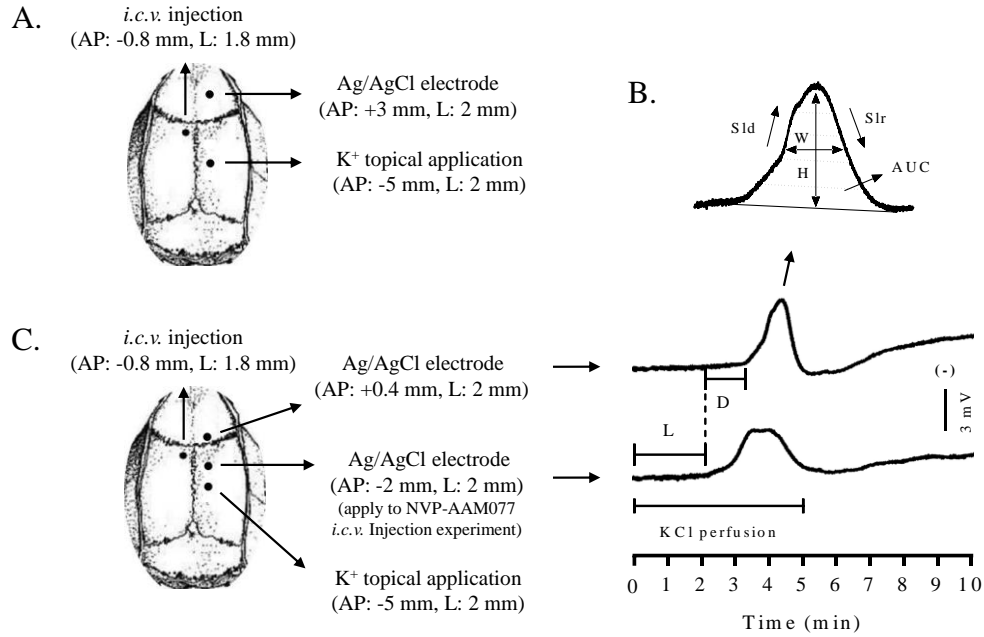 A.
i.c.v. injection
(AP: -0.8 mm, L: 1.8 mm)
Ag/AgCl electrode
(AP: +3 mm, L: 2 mm)
K⁺ topical application
(AP: -5 mm, L: 2 mm)
B.
Sld
Slr
W
H
AUC
C.
i.c.v. injection
(AP: -0.8 mm, L: 1.8 mm)
Ag/AgCl electrode
(AP: +0.4 mm, L: 2 mm)
Ag/AgCl electrode
(AP: -2 mm, L: 2 mm)
(apply to NVP-AAM077
i.c.v. Injection experiment)
K⁺ topical application
(AP: -5 mm, L: 2 mm)
D
L
(-)
3 mV
KCl perfusion
0 1 2 3 4 5 6 7 8 9 10
Time (min)